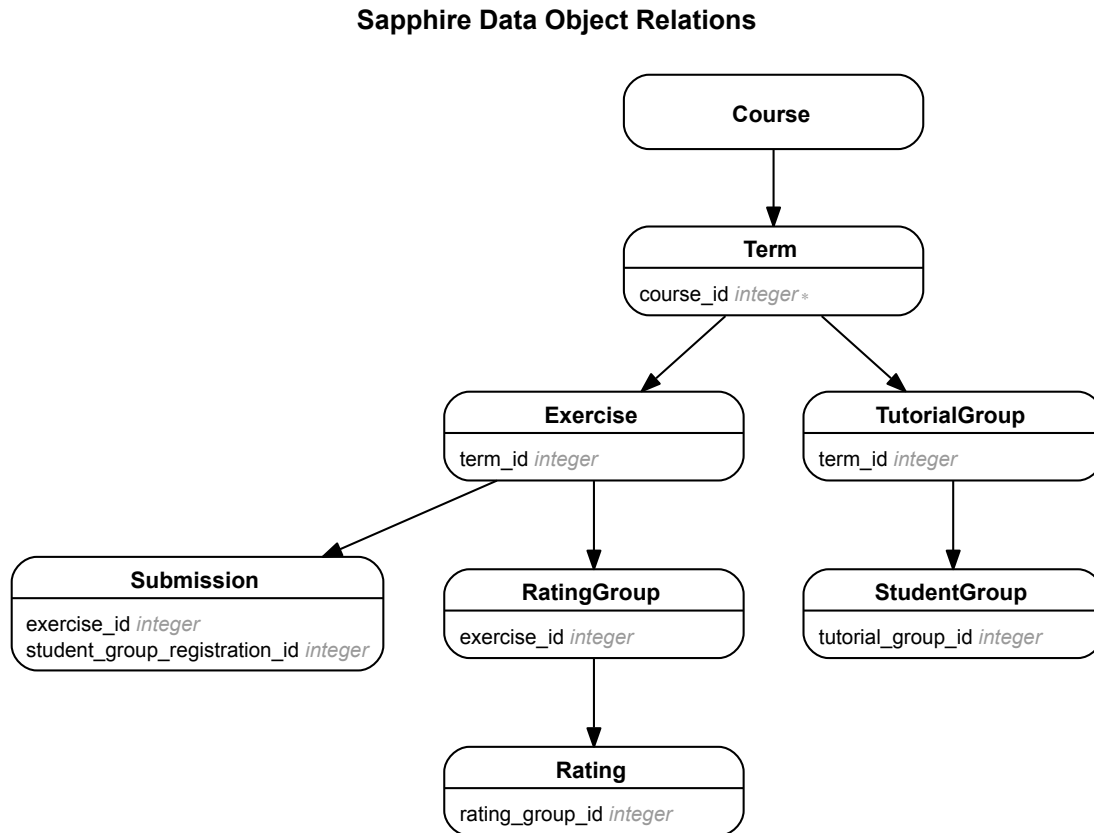 Sapphire Data Object Relations
Course
Term
course_id integer *
Exercise
term_id integer
TutorialGroup
term_id integer
Submission
exercise_id integer
student_group_registration_id integer
RatingGroup
exercise_id integer
StudentGroup
tutorial_group_id integer
Rating
rating_group_id integer